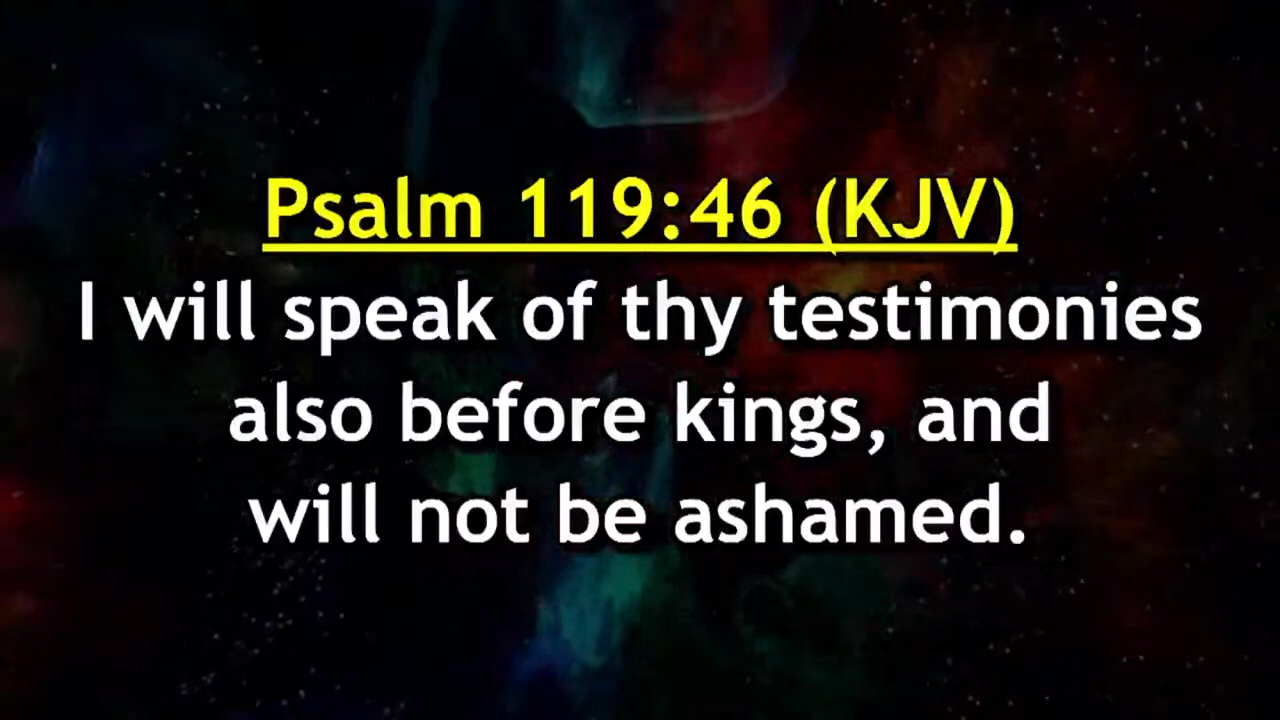 Psalm 119:46 (KJV)
I will speak of thy testimonies
also before kings, and
will not be ashamed.